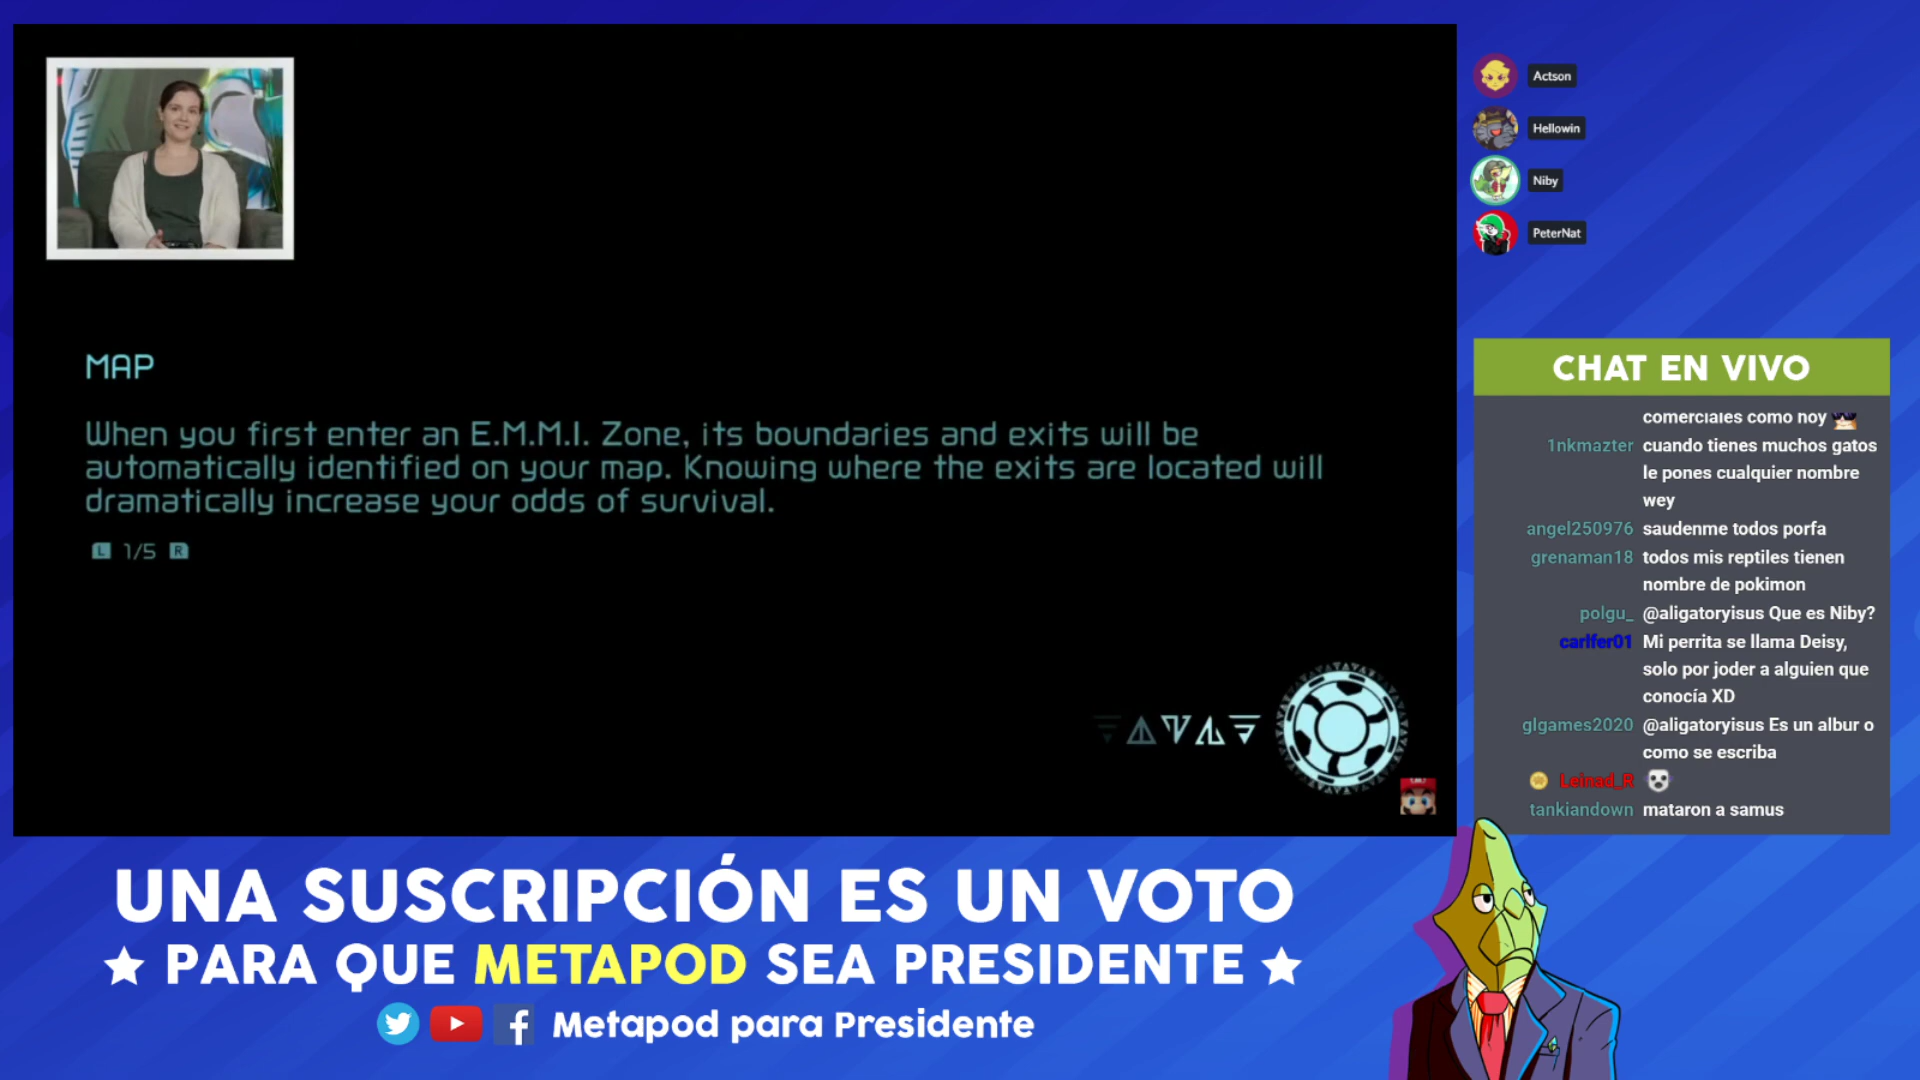 MAP
When you first enter an E.M.M.I. Zone, its boundaries and exits will be
automatically identified on your map. Knowing where the exits are located will
dramatically increase your odds of survival.
L 1/5 R
Actson
Hellowin
Niby
PeterNat
CHAT EN VIVO
comerciales como hoy
1nkmazter cuando tienes muchos gatos
le pones cualquier nombre
wey
angel250976 saudenme todos porfa
grenaman18 todos mis reptiles tienen
nombre de pokimon
polgu_ @aligatoryisus Que es Niby?
carlfer01 Mi perrita se llama Deisy,
solo por joder a alguien que
conocía XD
glgames2020 @aligatoryisus Es un albur o
como se escriba
Leinad_R
tankiandown mataron a samus
UNA SUSCRIPCIÓN ES UN VOTO
★ PARA QUE METAPOD SEA PRESIDENTE ★
Metapod para Presidente